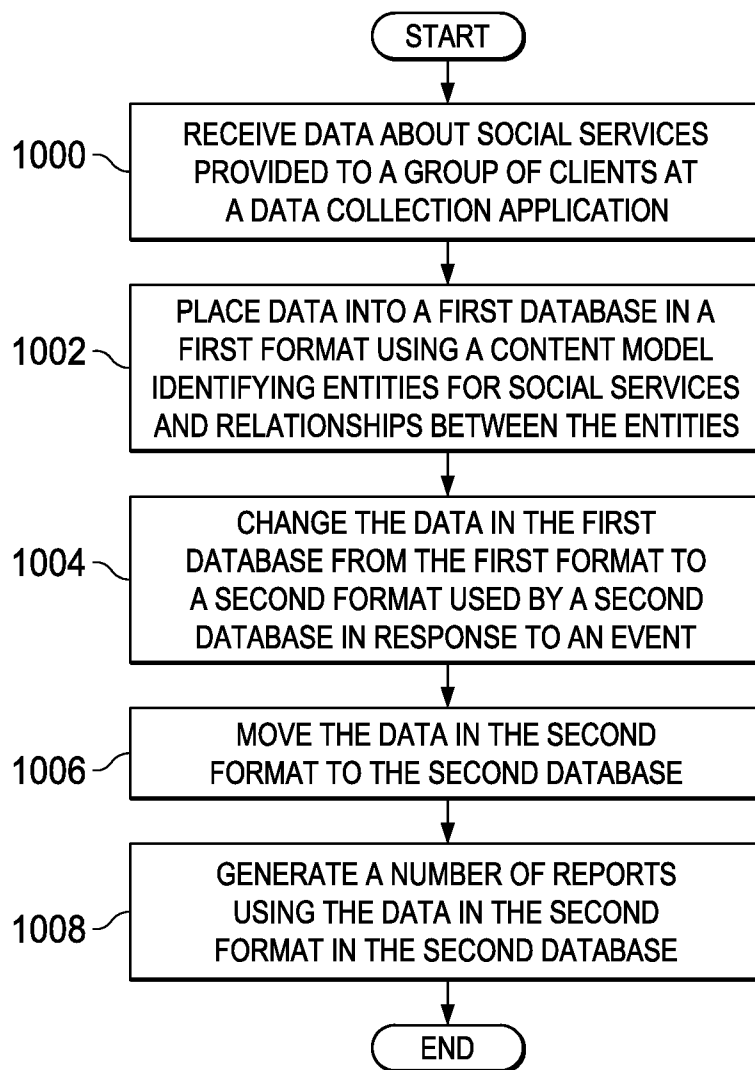 START
1000
RECEIVE DATA ABOUT SOCIAL SERVICES
PROVIDED TO A GROUP OF CLIENTS AT
A DATA COLLECTION APPLICATION
1002
PLACE DATA INTO A FIRST DATABASE IN A
FIRST FORMAT USING A CONTENT MODEL
IDENTIFYING ENTITIES FOR SOCIAL SERVICES
AND RELATIONSHIPS BETWEEN THE ENTITIES
1004
CHANGE THE DATA IN THE FIRST
DATABASE FROM THE FIRST FORMAT TO
A SECOND FORMAT USED BY A SECOND
DATABASE IN RESPONSE TO AN EVENT
1006
MOVE THE DATA IN THE SECOND
FORMAT TO THE SECOND DATABASE
1008
GENERATE A NUMBER OF REPORTS
USING THE DATA IN THE SECOND
FORMAT IN THE SECOND DATABASE
END